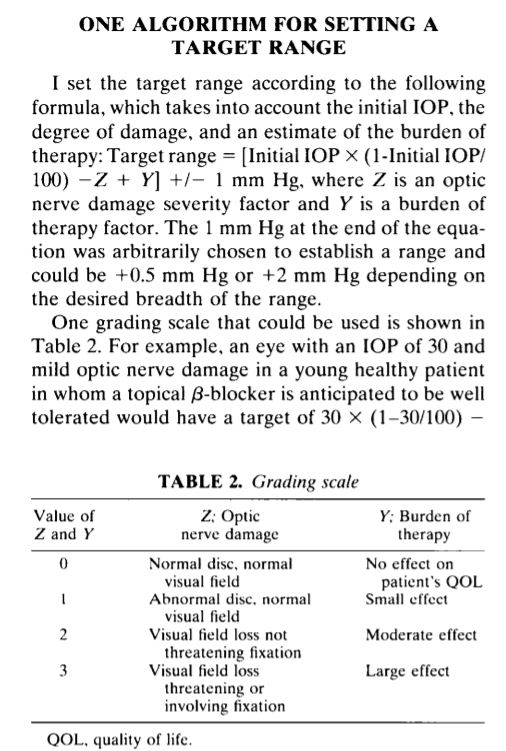 ONE ALGORITHM FOR SETTING A
TARGET RANGE
I set the target range according to the following
formula, which takes into account the initial IOP, the
degree of damage, and an estimate of the burden of
therapy: Target range = [Initial IOP × (1-Initial IOP/
100) −Z + Y] +/− 1 mm Hg, where Z is an optic
nerve damage severity factor and Y is a burden of
therapy factor. The 1 mm Hg at the end of the equa-
tion was arbitrarily chosen to establish a range and
could be +0.5 mm Hg or +2 mm Hg depending on
the desired breadth of the range.
One grading scale that could be used is shown in
Table 2. For example, an eye with an IOP of 30 and
mild optic nerve damage in a young healthy patient
in whom a topical β-blocker is anticipated to be well
tolerated would have a target of 30 × (1–30/100) −
TABLE 2. Grading scale
Value of Z; Optic Y; Burden of
Z and Y nerve damage therapy
0 Normal disc, normal No effect on
visual field patient's QOL
1 Abnormal disc, normal Small effect
visual field
2 Visual field loss not Moderate effect
threatening fixation
3 Visual field loss Large effect
threatening or
involving fixation
QOL, quality of life.